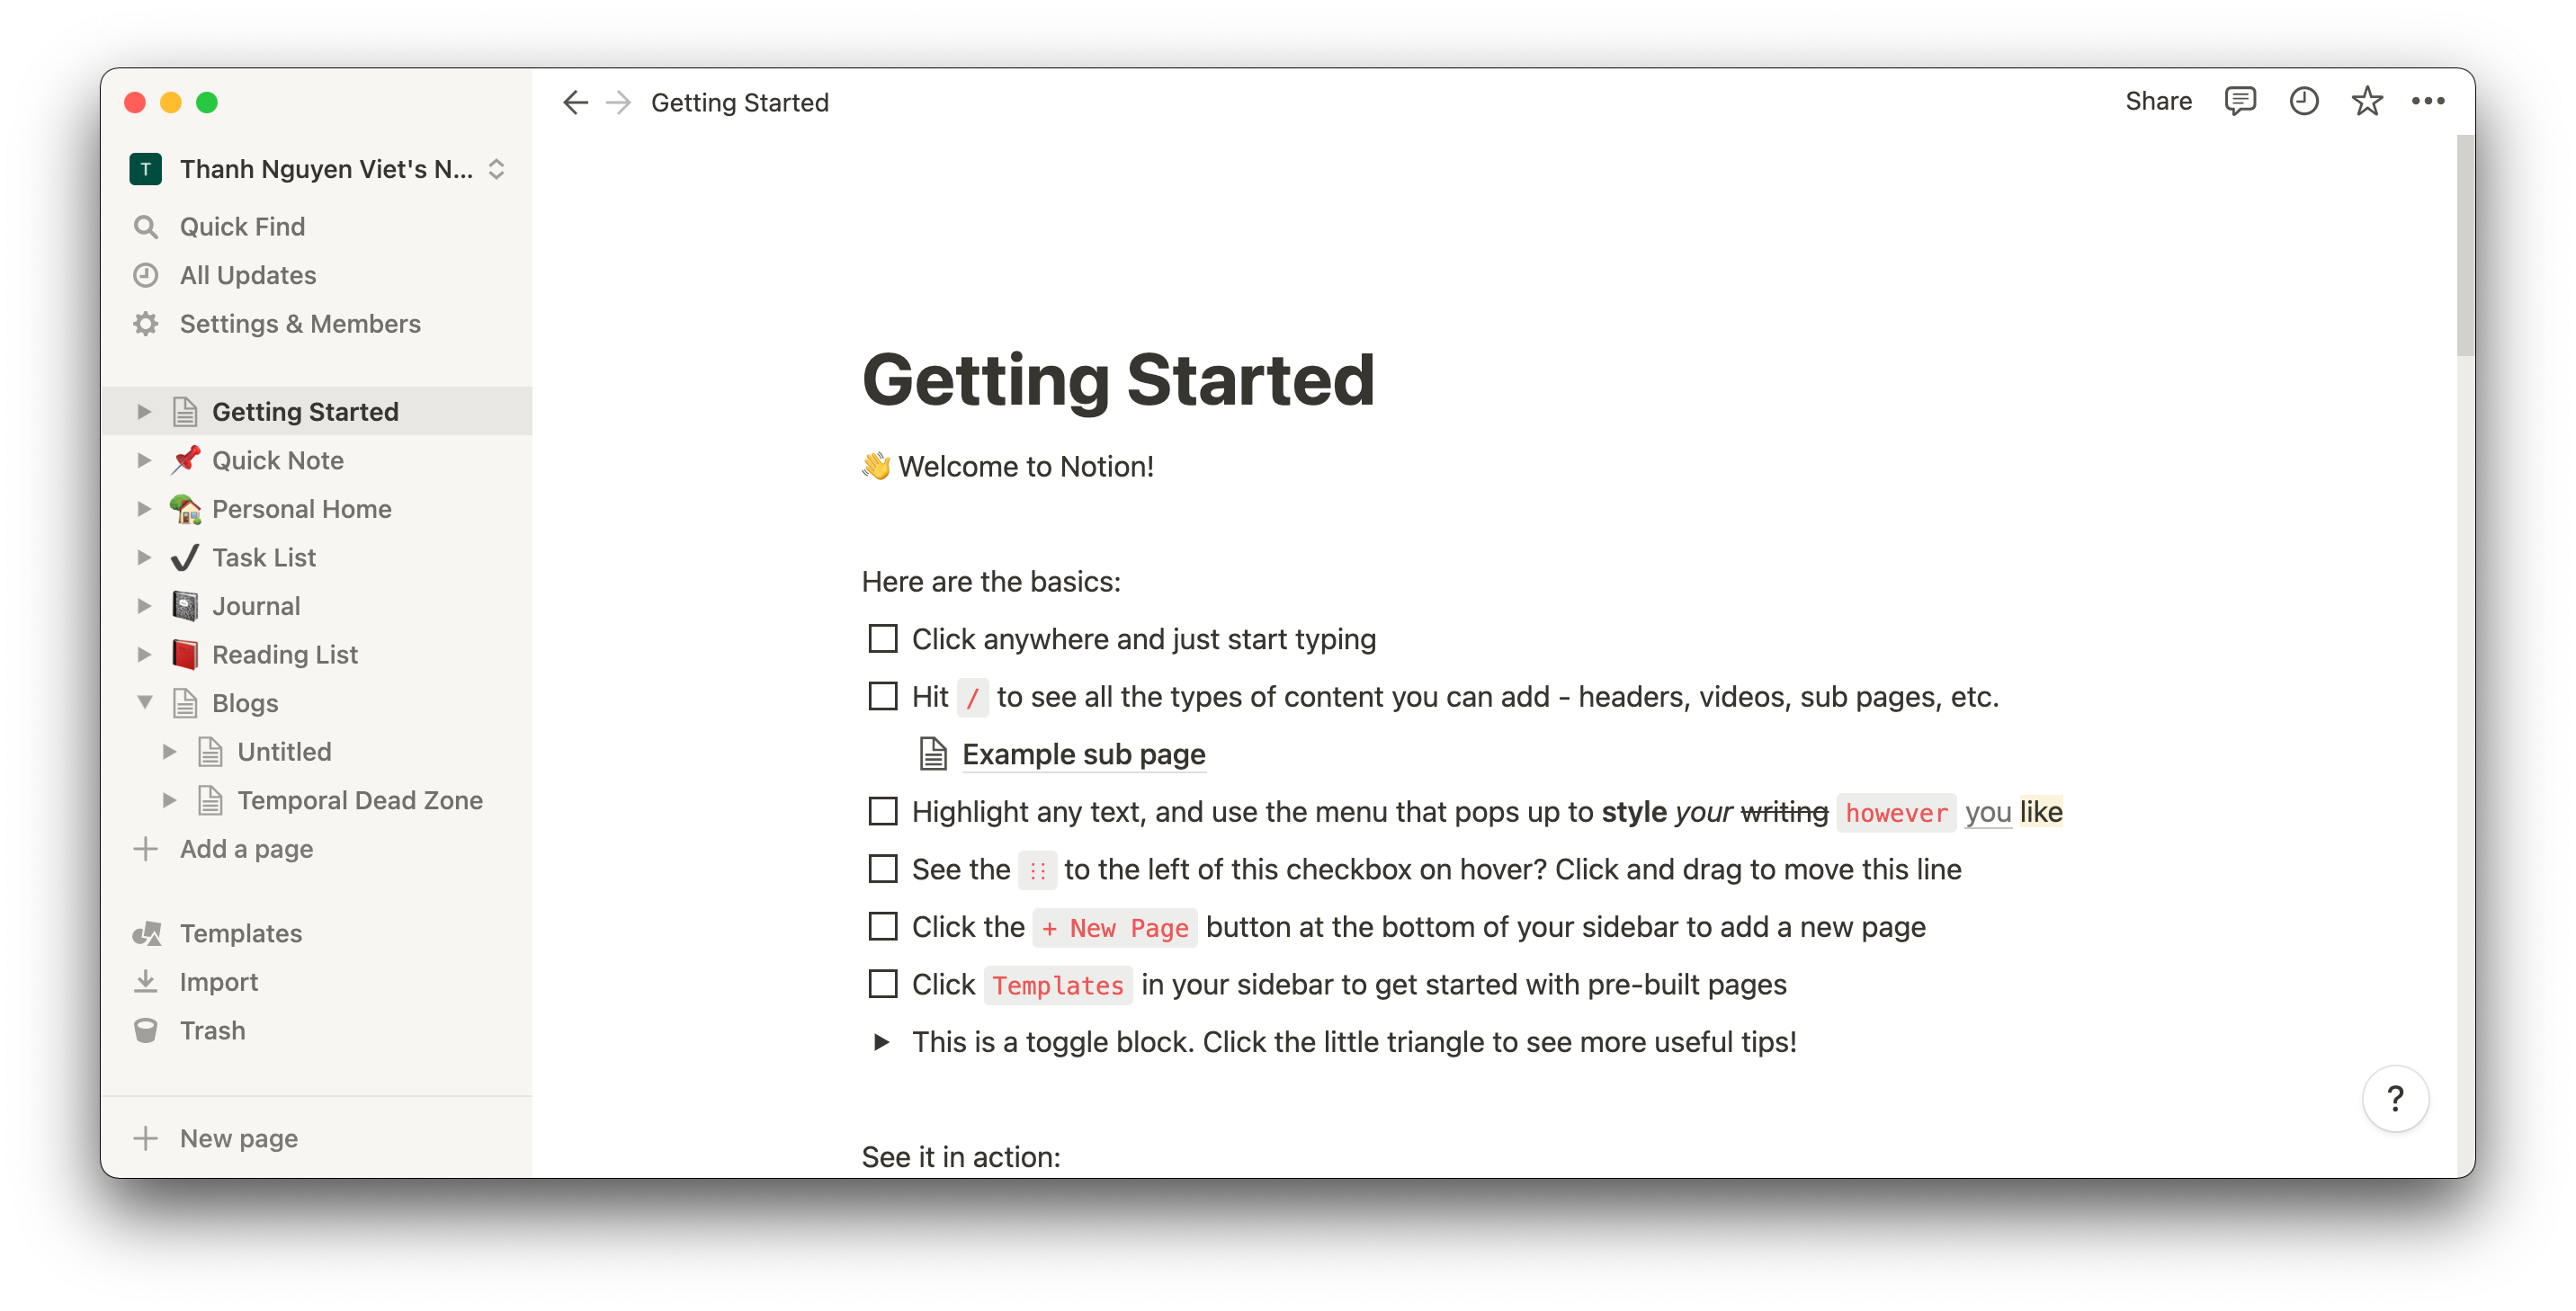 Getting Started
Share
T Thanh Nguyen Viet's N...
Quick Find
All Updates
Settings & Members
Getting Started
Quick Note
Personal Home
Task List
Journal
Reading List
Blogs
Untitled
Temporal Dead Zone
Add a page
Templates
Import
Trash
New page
Getting Started
👋 Welcome to Notion!
Here are the basics:
Click anywhere and just start typing
Hit / to see all the types of content you can add - headers, videos, sub pages, etc.
Example sub page
Highlight any text, and use the menu that pops up to style your writing however you like
See the ⋮⋮ to the left of this checkbox on hover? Click and drag to move this line
Click the + New Page button at the bottom of your sidebar to add a new page
Click Templates in your sidebar to get started with pre-built pages
This is a toggle block. Click the little triangle to see more useful tips!
See it in action:
?